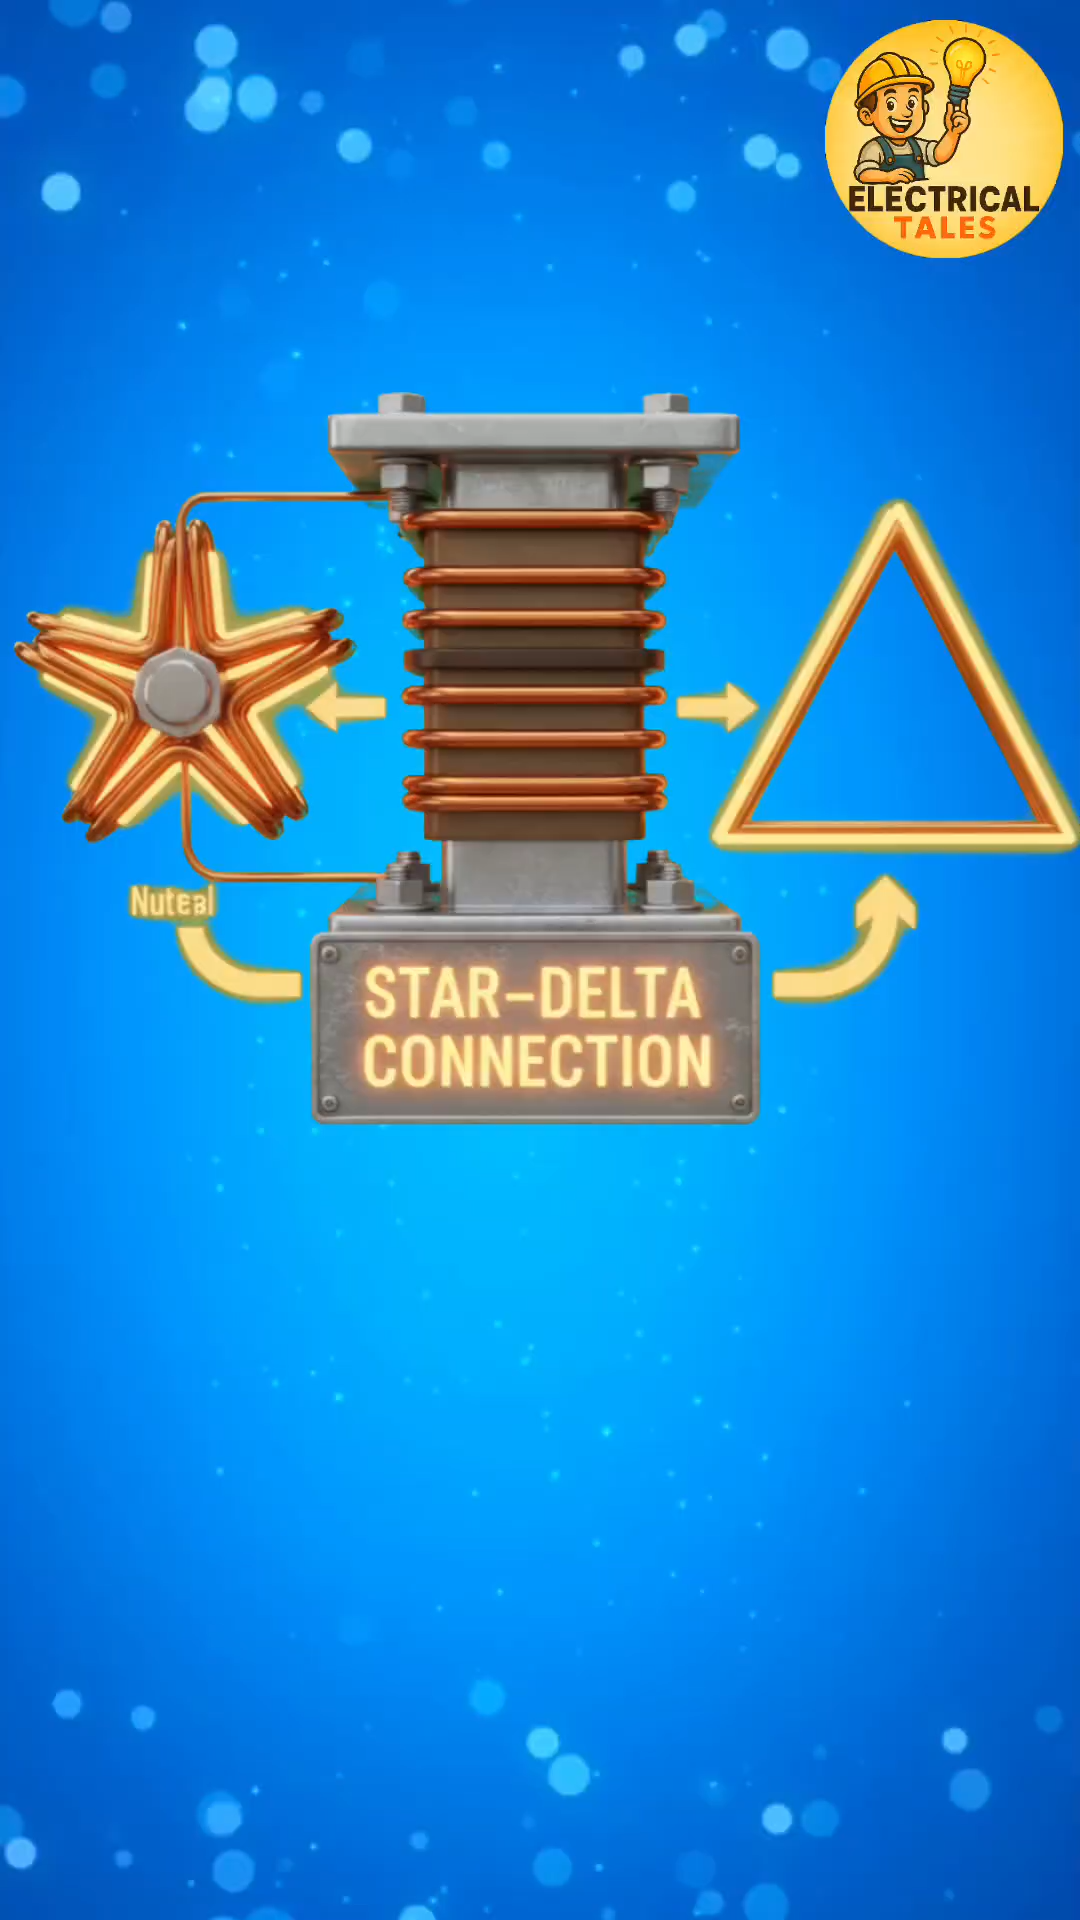 ELECTRICAL
TALES
Nuteal
STAR-DELTA
CONNECTION